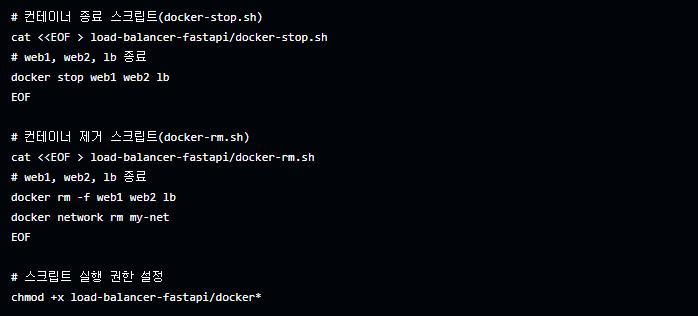 # 컨테이너 종료 스크립트(docker-stop.sh)
cat <<EOF > load-balancer-fastapi/docker-stop.sh
# web1, web2, lb 종료
docker stop web1 web2 lb
EOF
# 컨테이너 제거 스크립트(docker-rm.sh)
cat <<EOF > load-balancer-fastapi/docker-rm.sh
# web1, web2, lb 종료
docker rm -f web1 web2 lb
docker network rm my-net
EOF
# 스크립트 실행 권한 설정
chmod +x load-balancer-fastapi/docker*